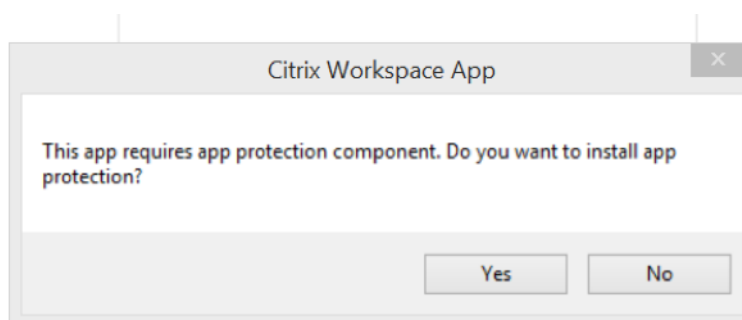 Citrix Workspace App
This app requires app protection component. Do you want to install app
protection?
Yes No